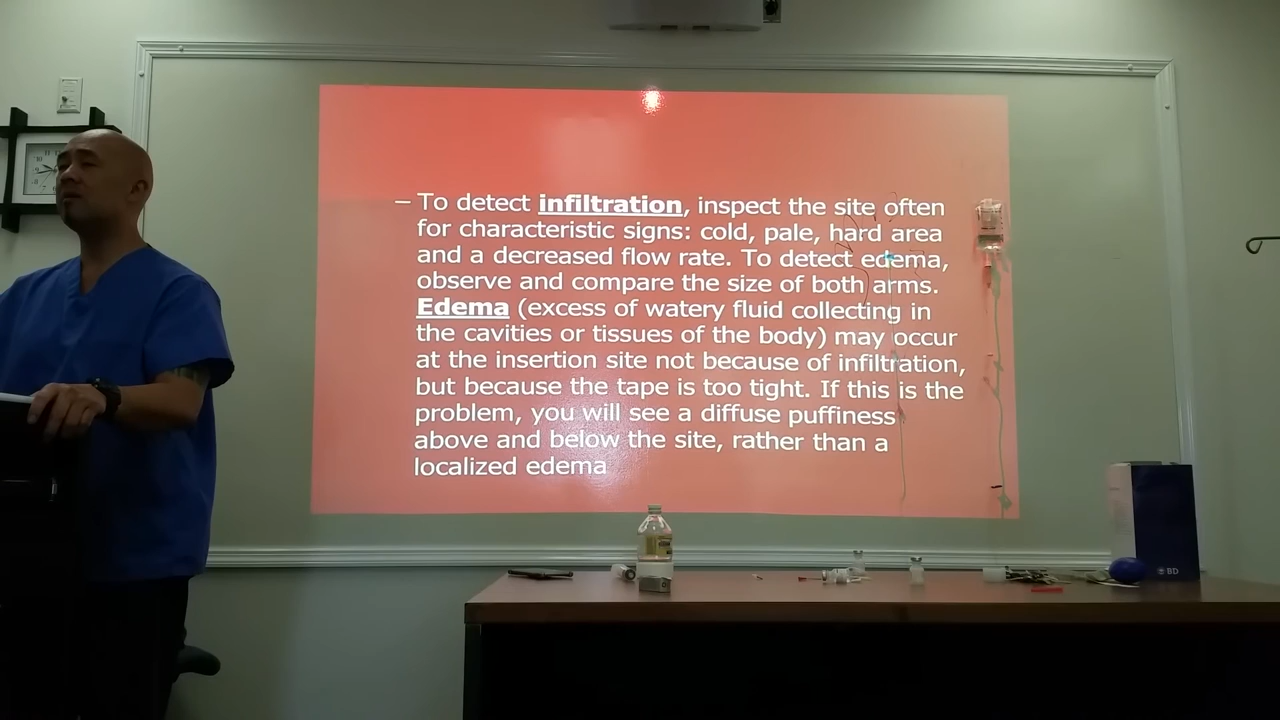 – To detect infiltration, inspect the site often
for characteristic signs: cold, pale, hard area
and a decreased flow rate. To detect edema,
observe and compare the size of both arms.
Edema (excess of watery fluid collecting in
the cavities or tissues of the body) may occur
at the insertion site not because of infiltration,
but because the tape is too tight. If this is the
problem, you will see a diffuse puffiness
above and below the site, rather than a
localized edema
BD